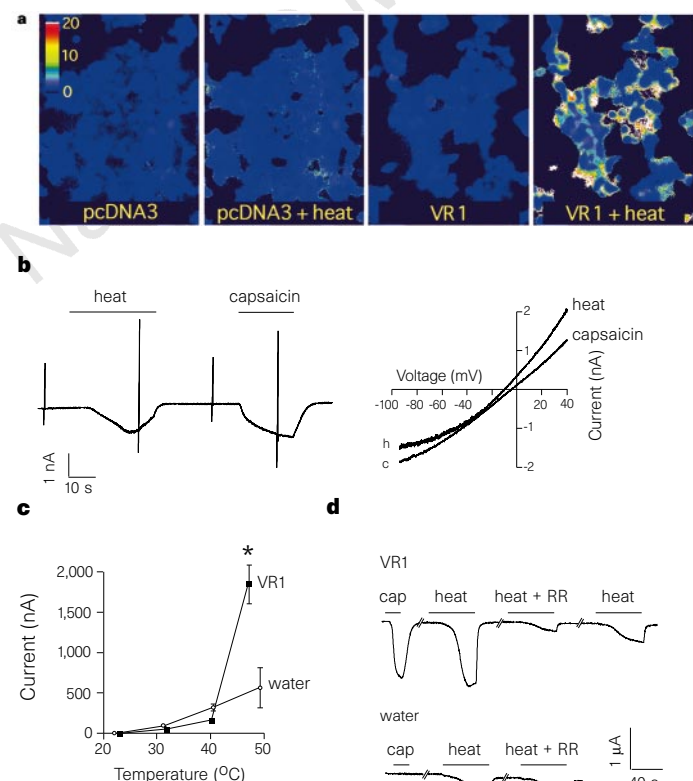 a
20
10
0
pcDNA3
pcDNA3 + heat
VR1
VR1 + heat
b
heat
capsaicin
1 nA
10 s
2
1
-1
-2
heat
capsaicin
Voltage (mV)
-100 -80 -60 -40 20 40
Current (nA)
h
c
c
2,000
1,500
1,000
500
0
20 30 40 50
*
VR1
water
Current (nA)
Temperature (ºC)
d
VR1
cap heat heat + RR heat
water
cap heat heat + RR
1 µA